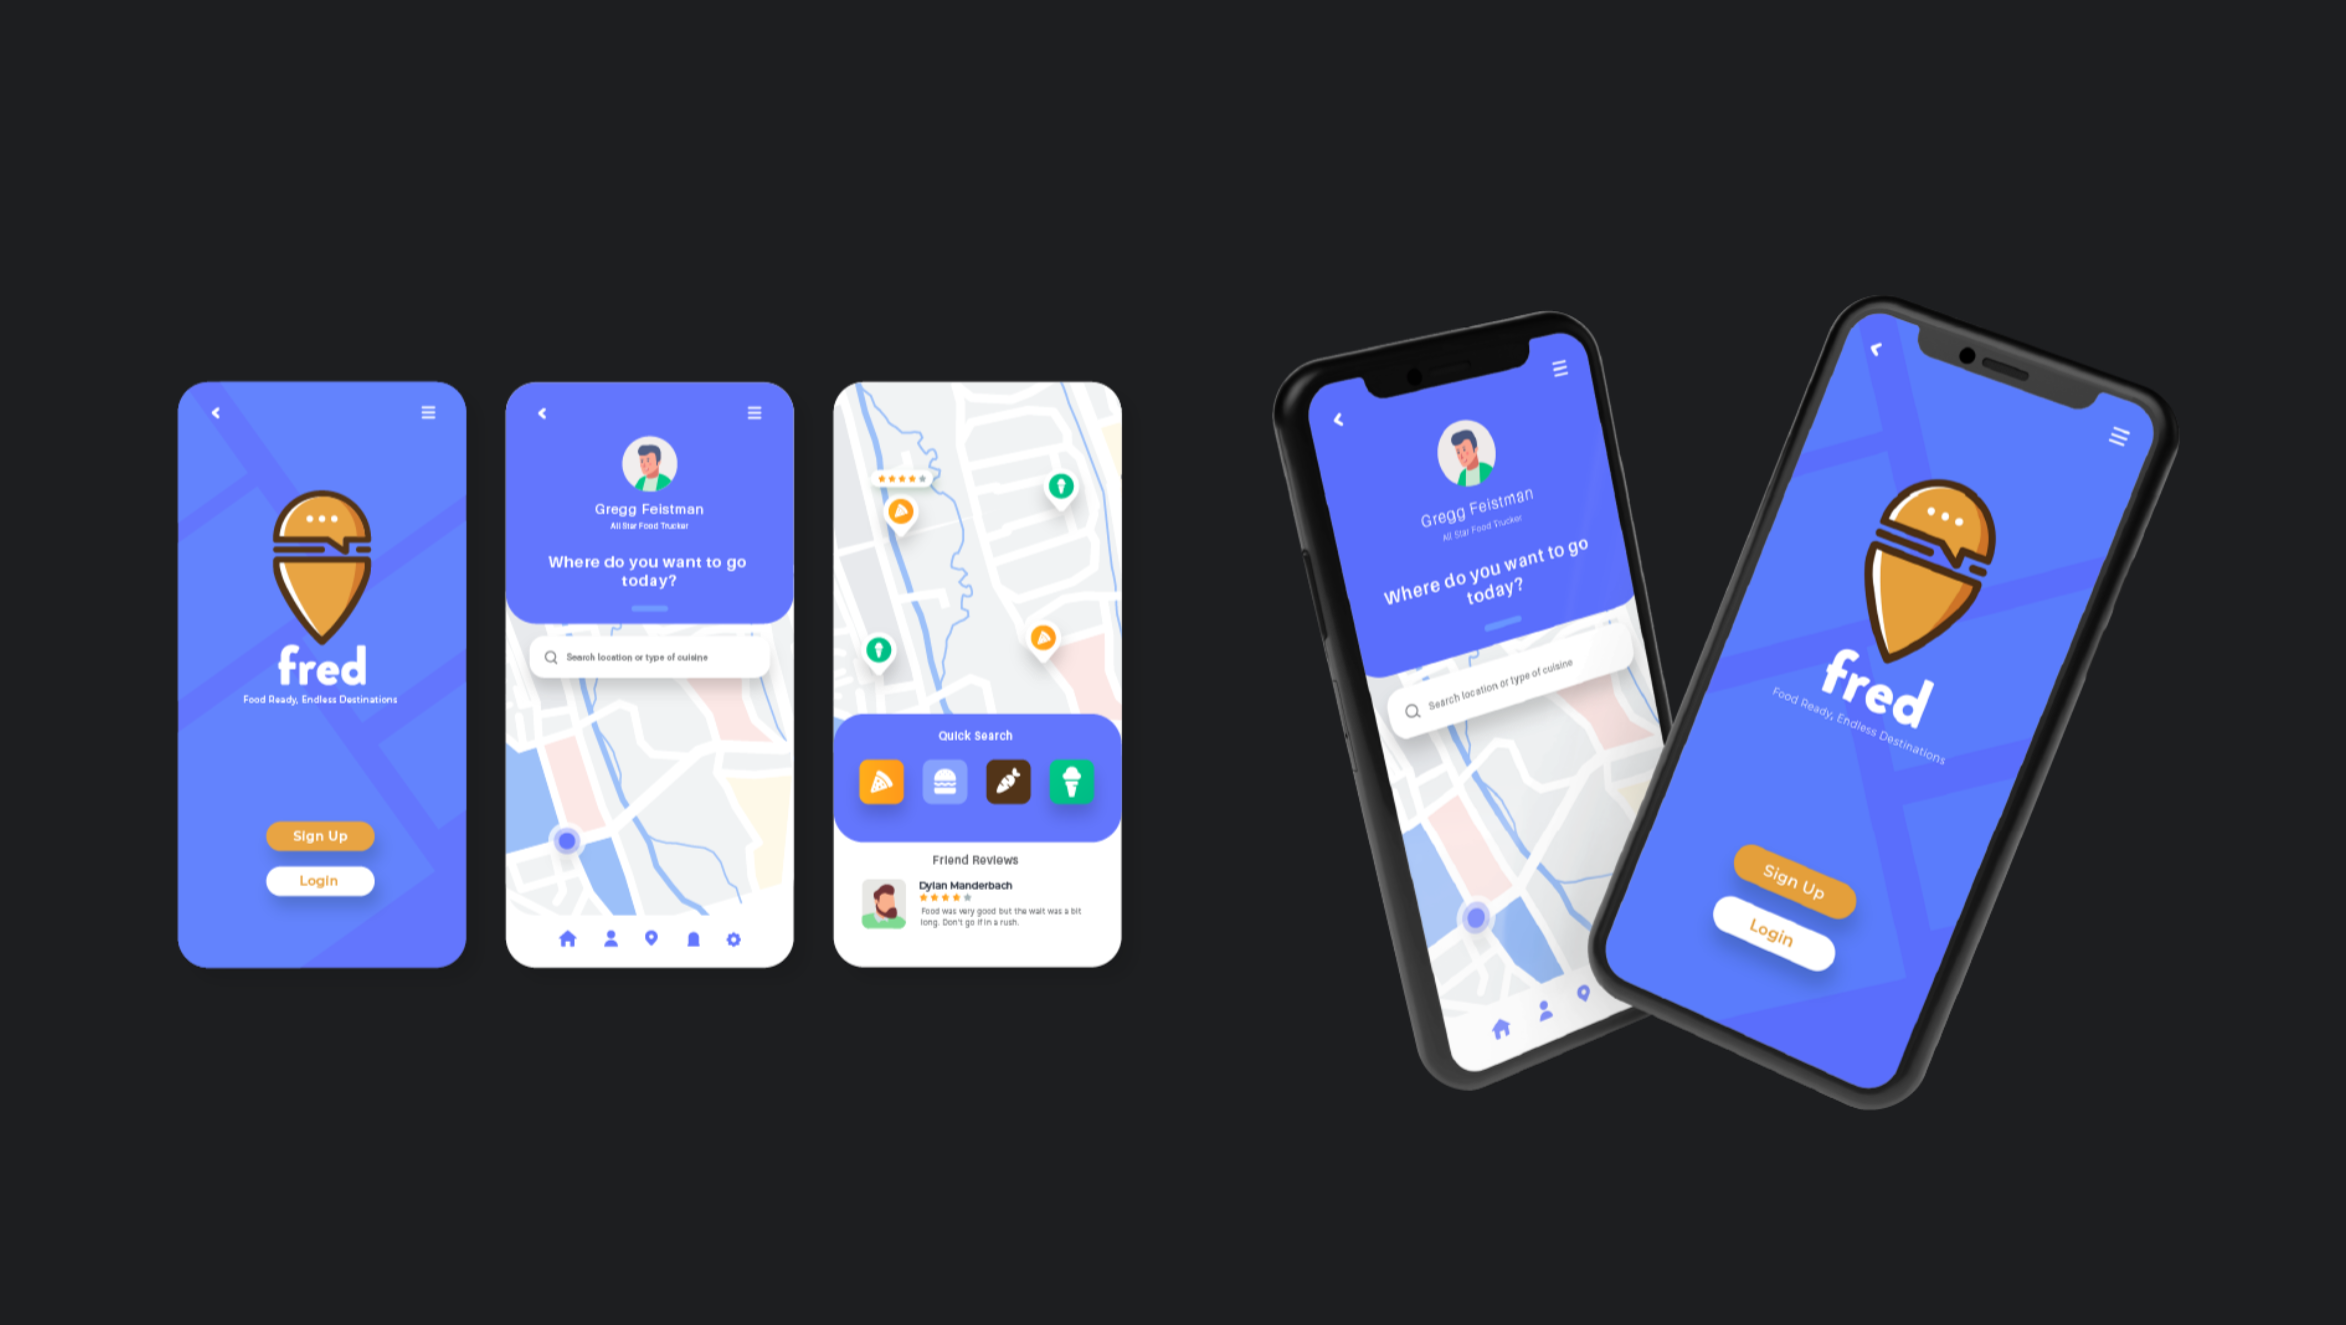 fred
Food Ready, Endless Destinations
Sign Up
Login
Gregg Feistman
All Star Food Trucker
Where do you want to go
today?
Search location or type of cuisine
Quick Search
Friend Reviews
Dylan Manderbach
Food was very good but the wait was a bit
long. Don't go if in a rush.
Gregg Feistman
All Star Food Trucker
Where do you want to go
today?
Search location or type of cuisine
fred
Food Ready, Endless Destinations
Sign Up
Login